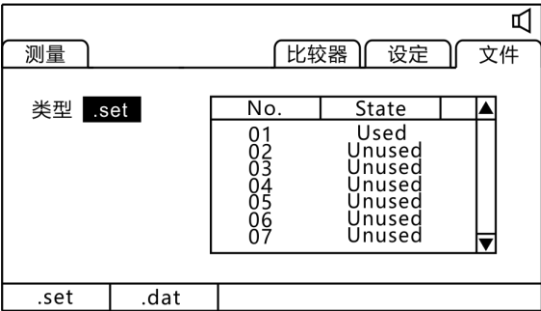 测量 比较器 设定 文件
类型 .set
No. State
01 Used
02 Unused
03 Unused
04 Unused
05 Unused
06 Unused
07 Unused
.set .dat